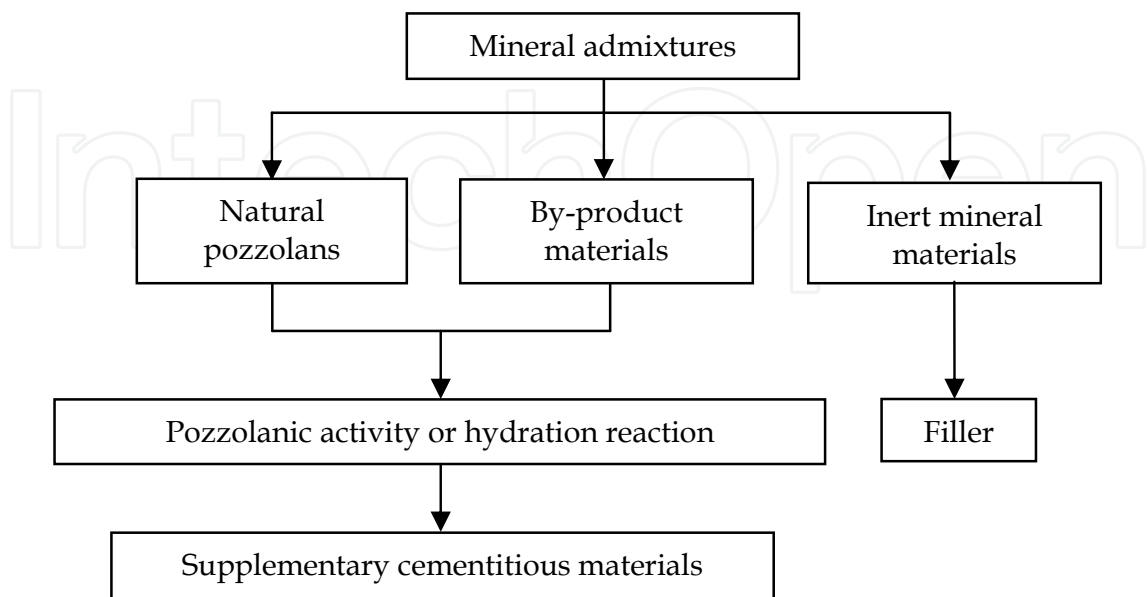 Mineral admixtures
IntechOpen
Natural
pozzolans
By-product
materials
Inert mineral
materials
Pozzolanic activity or hydration reaction
Filler
Supplementary cementitious materials